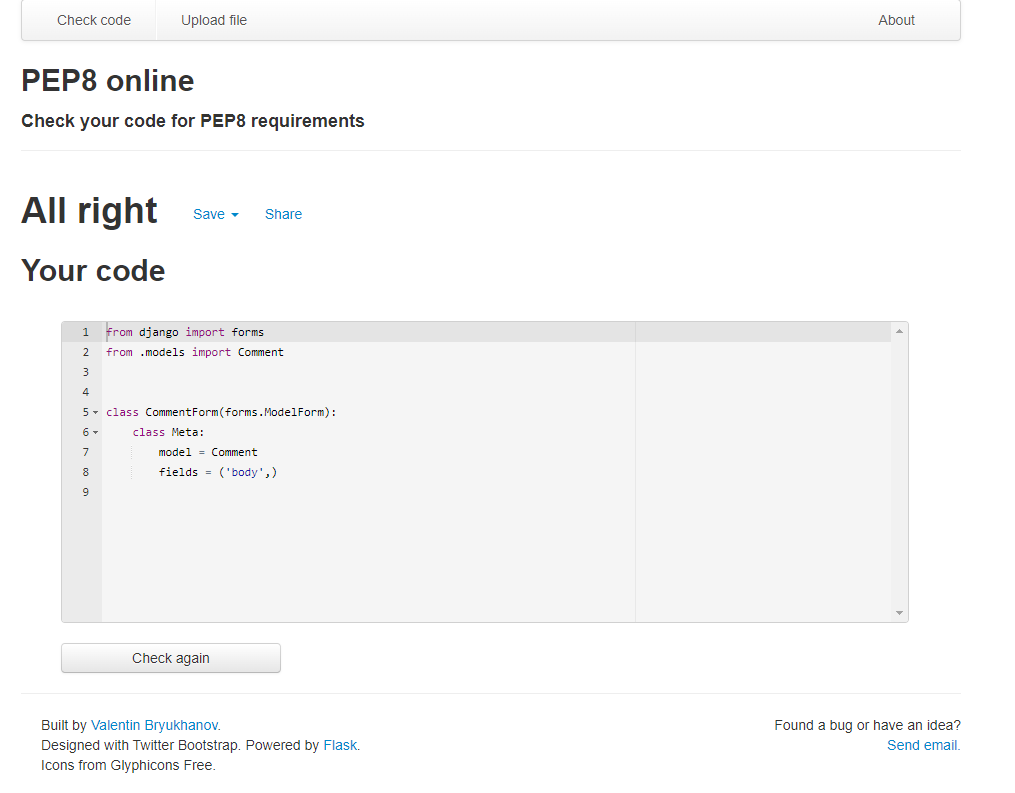 Check code Upload file About
PEP8 online
Check your code for PEP8 requirements
All right Save Share
Your code
1 from django import forms
2 from .models import Comment
3
4
5 class CommentForm(forms.ModelForm):
6 class Meta:
7 model = Comment
8 fields = ('body',)
9
Check again
Built by Valentin Bryukhanov. Found a bug or have an idea?
Designed with Twitter Bootstrap. Powered by Flask. Send email.
Icons from Glyphicons Free.